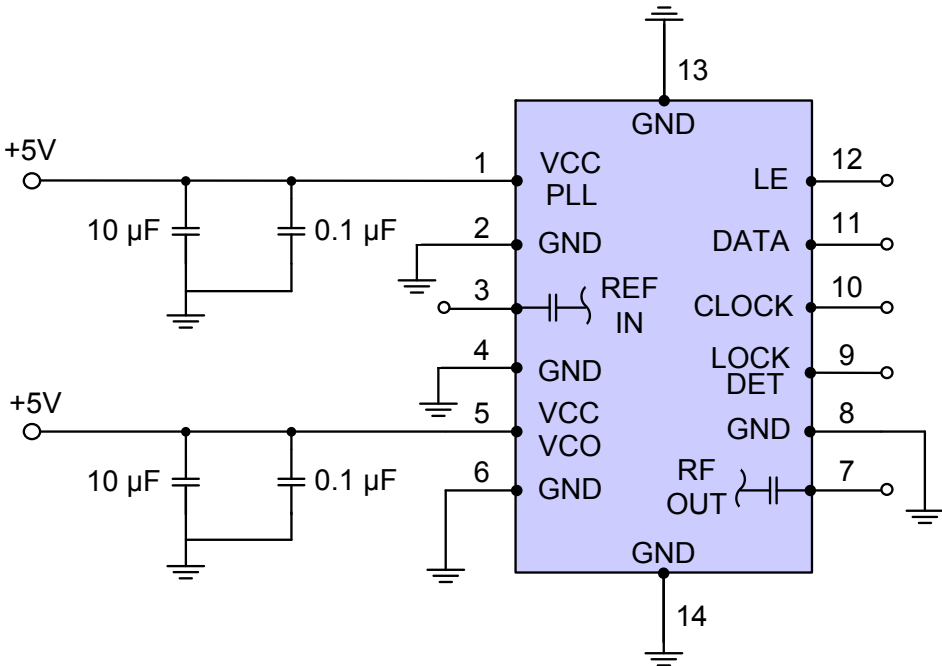 13
GND
+5V
1
VCC
PLL
10 µF
0.1 µF
2
GND
3
REF
IN
4
GND
+5V
5
VCC
VCO
10 µF
0.1 µF
6
GND
12
LE
11
DATA
10
CLOCK
LOCK
DET
9
8
GND
RF
OUT
7
GND
14